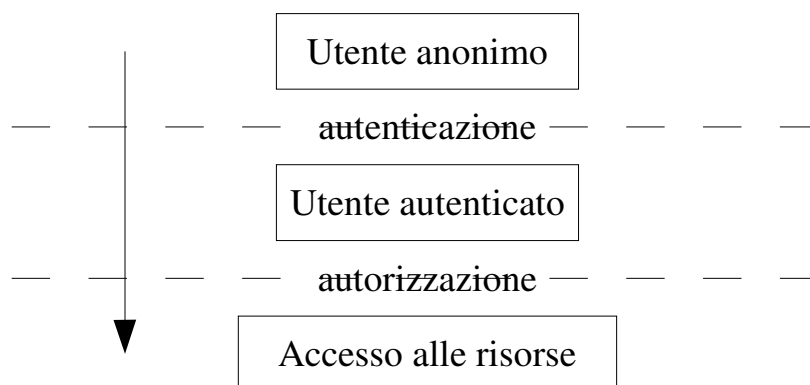 Utente anonimo
autenticazione
Utente autenticato
autorizzazione
Accesso alle risorse